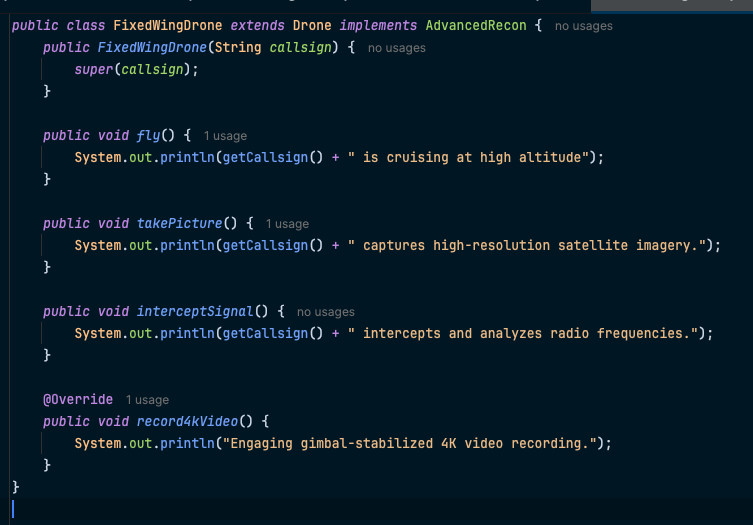 public class FixedWingDrone extends Drone implements AdvancedRecon {  no usages
    public FixedWingDrone(String callsign) {  no usages
        super(callsign);
    }

    public void fly() {  1 usage
        System.out.println(getCallsign() + " is cruising at high altitude");
    }

    public void takePicture() {  1 usage
        System.out.println(getCallsign() + " captures high-resolution satellite imagery.");
    }

    public void interceptSignal() {  no usages
        System.out.println(getCallsign() + " intercepts and analyzes radio frequencies.");
    }

    @Override  1 usage
    public void record4kVideo() {
        System.out.println("Engaging gimbal-stabilized 4K video recording.");
    }
}